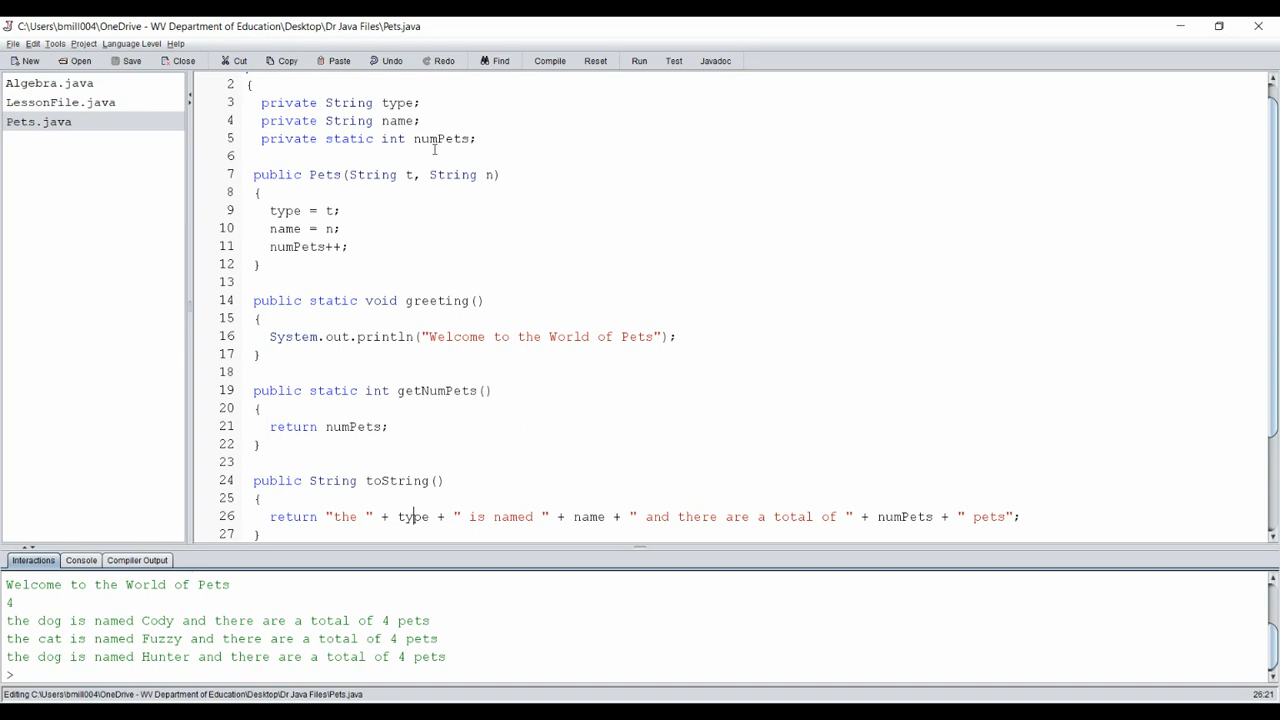 C:\Users\bmill004\OneDrive - WV Department of Education\Desktop\Dr Java Files\Pets.java
File Edit Tools Project Language Level Help
New Open Save Close Cut Copy Paste Undo Redo Find Compile Reset Run Test Javadoc
Algebra.java
LessonFile.java
Pets.java
2 {
3 private String type;
4 private String name;
5 private static int numPets;
6
7 public Pets(String t, String n)
8 {
9 type = t;
10 name = n;
11 numPets++;
12 }
13
14 public static void greeting()
15 {
16 System.out.println("Welcome to the World of Pets");
17 }
18
19 public static int getNumPets()
20 {
21 return numPets;
22 }
23
24 public String toString()
25 {
26 return "the " + type + " is named " + name + " and there are a total of " + numPets + " pets";
27 }
Interactions Console Compiler Output
Welcome to the World of Pets
4
the dog is named Cody and there are a total of 4 pets
the cat is named Fuzzy and there are a total of 4 pets
the dog is named Hunter and there are a total of 4 pets
>
Editing C:\Users\bmill004\OneDrive - WV Department of Education\Desktop\Dr Java Files\Pets.java 26:21